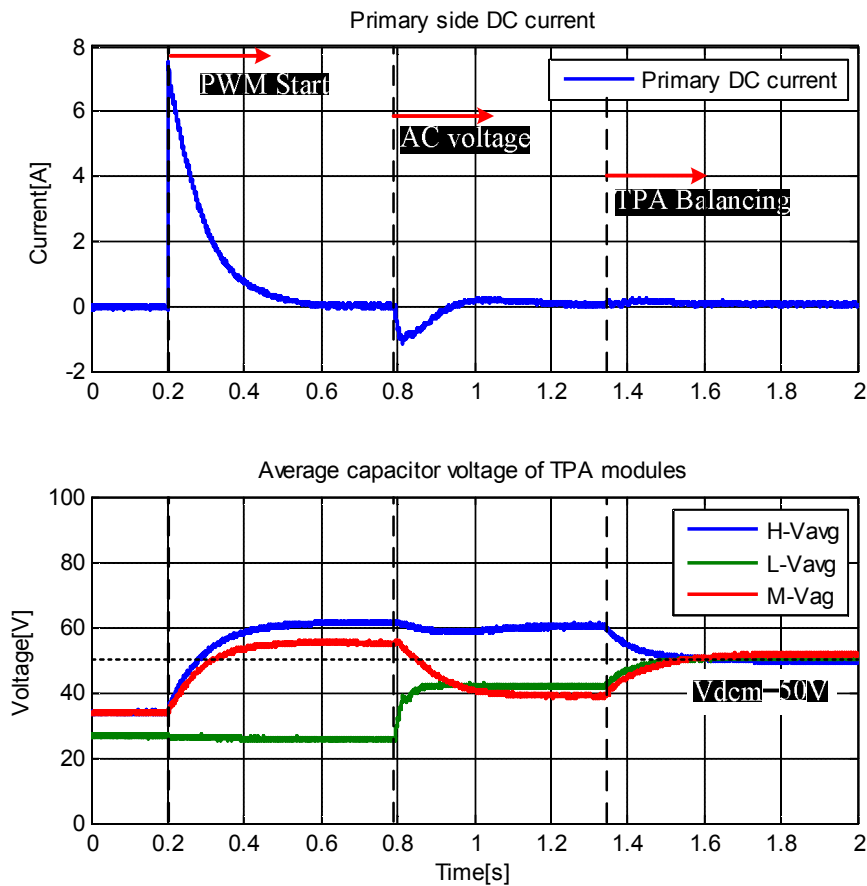 Primary side DC current
8
6
4
2
0
-2
Current[A]
PWM Start
AC voltage
TPA Balancing
Primary DC current
0 0.2 0.4 0.6 0.8 1 1.2 1.4 1.6 1.8 2
Average capacitor voltage of TPA modules
100
80
60
40
20
0
Voltage[V]
H-Vavg
L-Vavg
M-Vag
Vdcm=50V
0 0.2 0.4 0.6 0.8 1 1.2 1.4 1.6 1.8 2
Time[s]